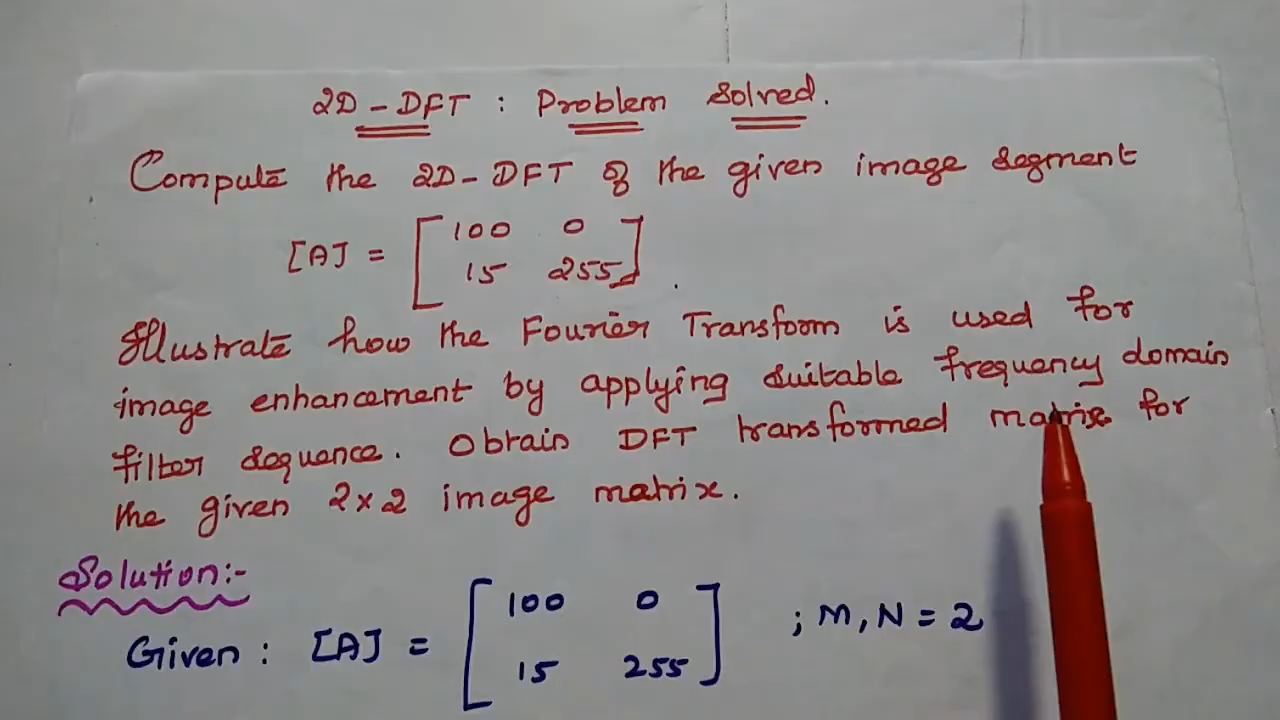 2D-DFT : Problem Solved.
Compute the 2D-DFT of the given image segment
[A] = [ 100 0
15 255 ] .
Illustrate how the Fourier Transform is used for
image enhancement by applying suitable frequency domain
filter sequence. Obtain DFT transformed matrix for
the given 2x2 image matrix.
Solution:-
Given : [A] = [ 100 0
15 255 ] ; M, N = 2